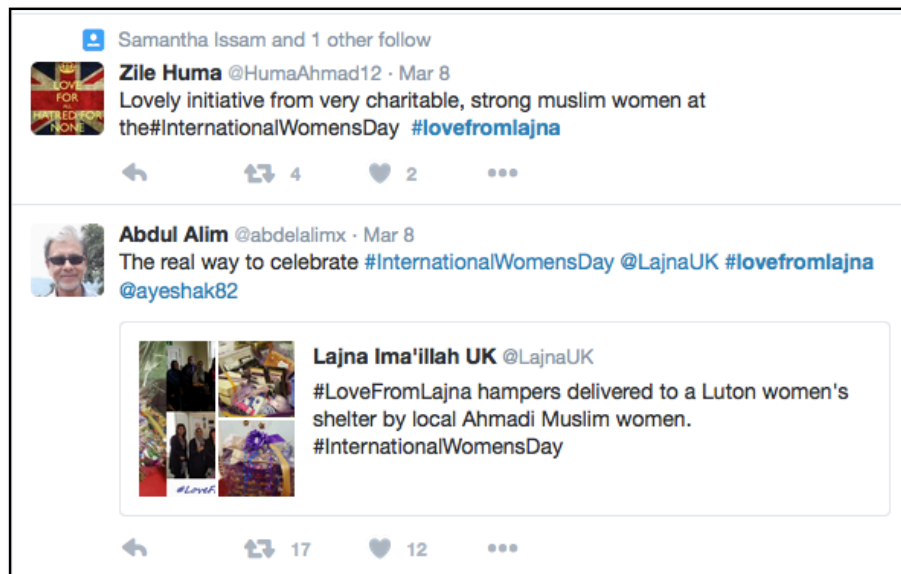 Samantha Issam and 1 other follow
Zile Huma @HumaAhmad12 · Mar 8
LOVE
FOR
ALL
HATRED FOR
NONE
Lovely initiative from very charitable, strong muslim women at
the#InternationalWomensDay #lovefromlajna
4
2
Abdul Alim @abdelalimx · Mar 8
The real way to celebrate #InternationalWomensDay @LajnaUK #lovefromlajna
@ayeshak82
Lajna Ima'illah UK @LajnaUK
#LoveFromLajna hampers delivered to a Luton women's
shelter by local Ahmadi Muslim women.
#InternationalWomensDay
17
12